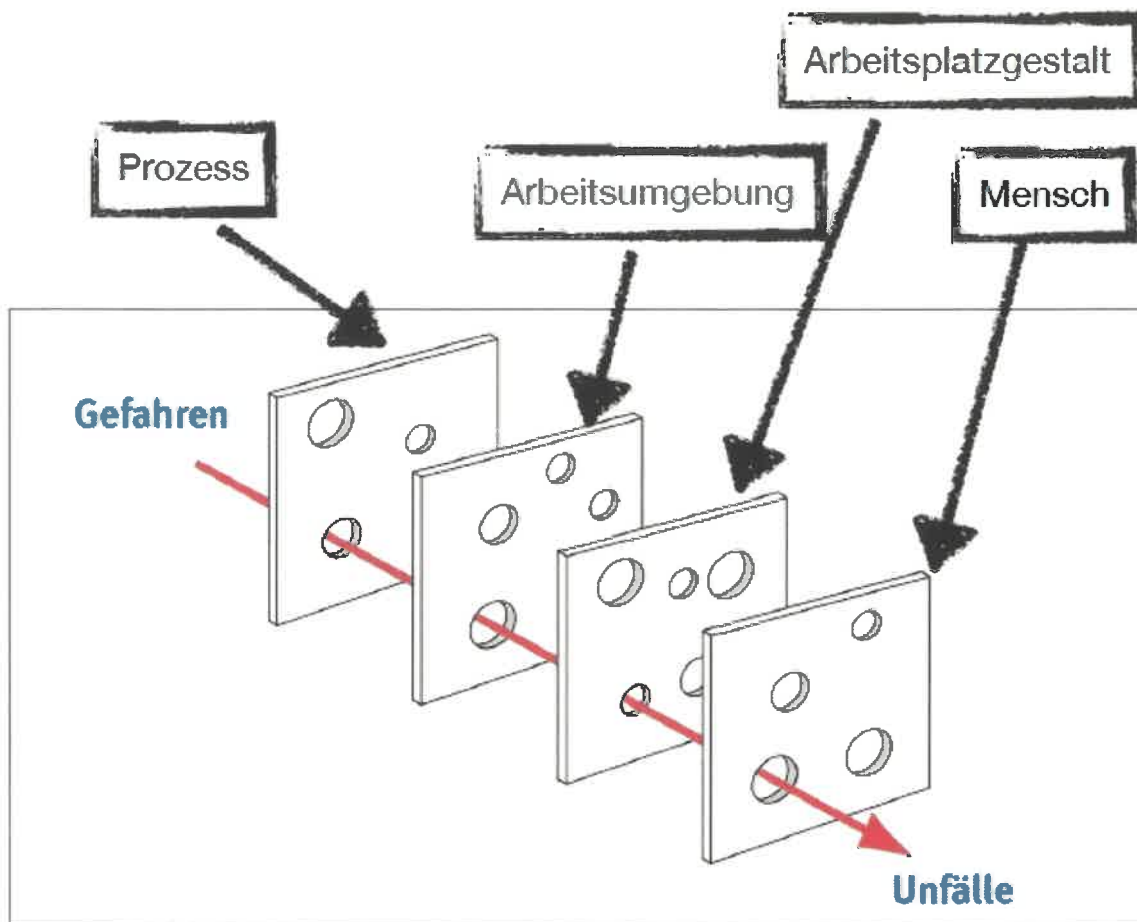 Arbeitsplatzgestalt
Prozess
Arbeitsumgebung
Mensch
Gefahren
Unfälle